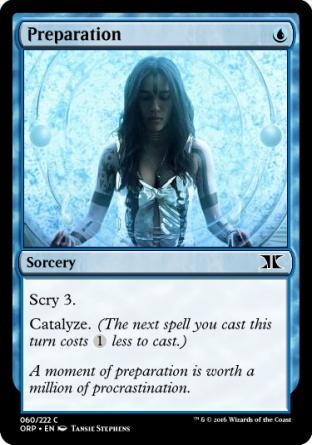 Preparation
Sorcery
Scry 3.
Catalyze. (The next spell you cast this
turn costs 1 less to cast.)
A moment of preparation is worth a
million of procrastination.
060/222 C
ORP • EN Tansie Stephens
™ & © 2016 Wizards of the Coast